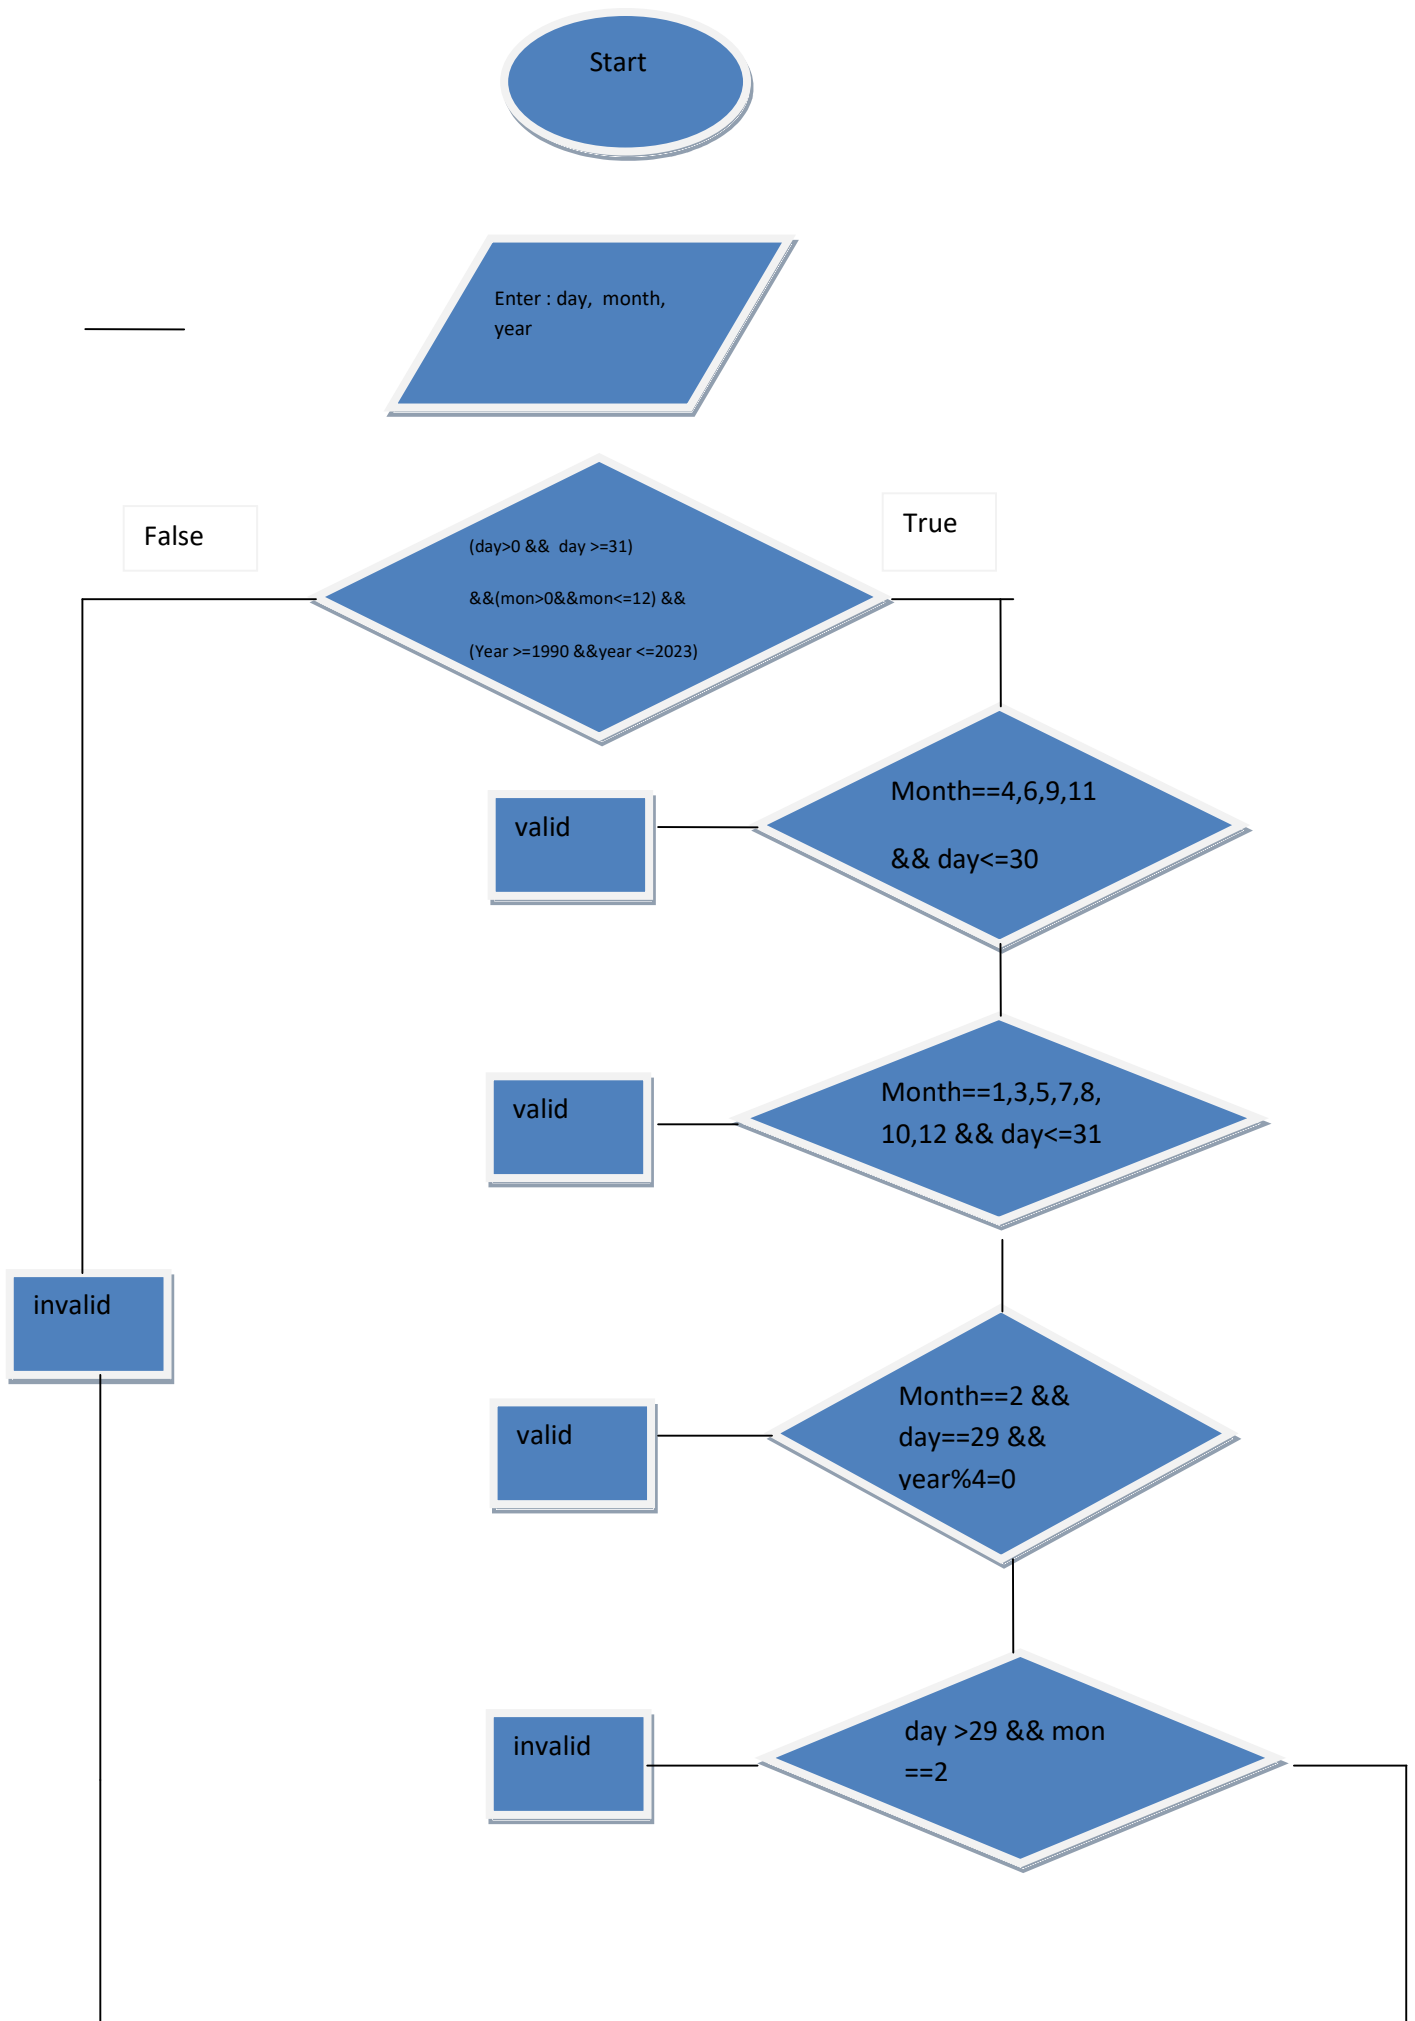 Start
Enter : day,  month,
year
False
True
(day>0 &&  day >=31)
&&(mon>0&&mon<=12) &&
(Year >=1990 &&year <=2023)
Month==4,6,9,11
&& day<=30
valid
Month==1,3,5,7,8,
10,12 && day<=31
valid
invalid
Month==2 &&
day==29 &&
year%4=0
valid
day >29 && mon
==2
invalid